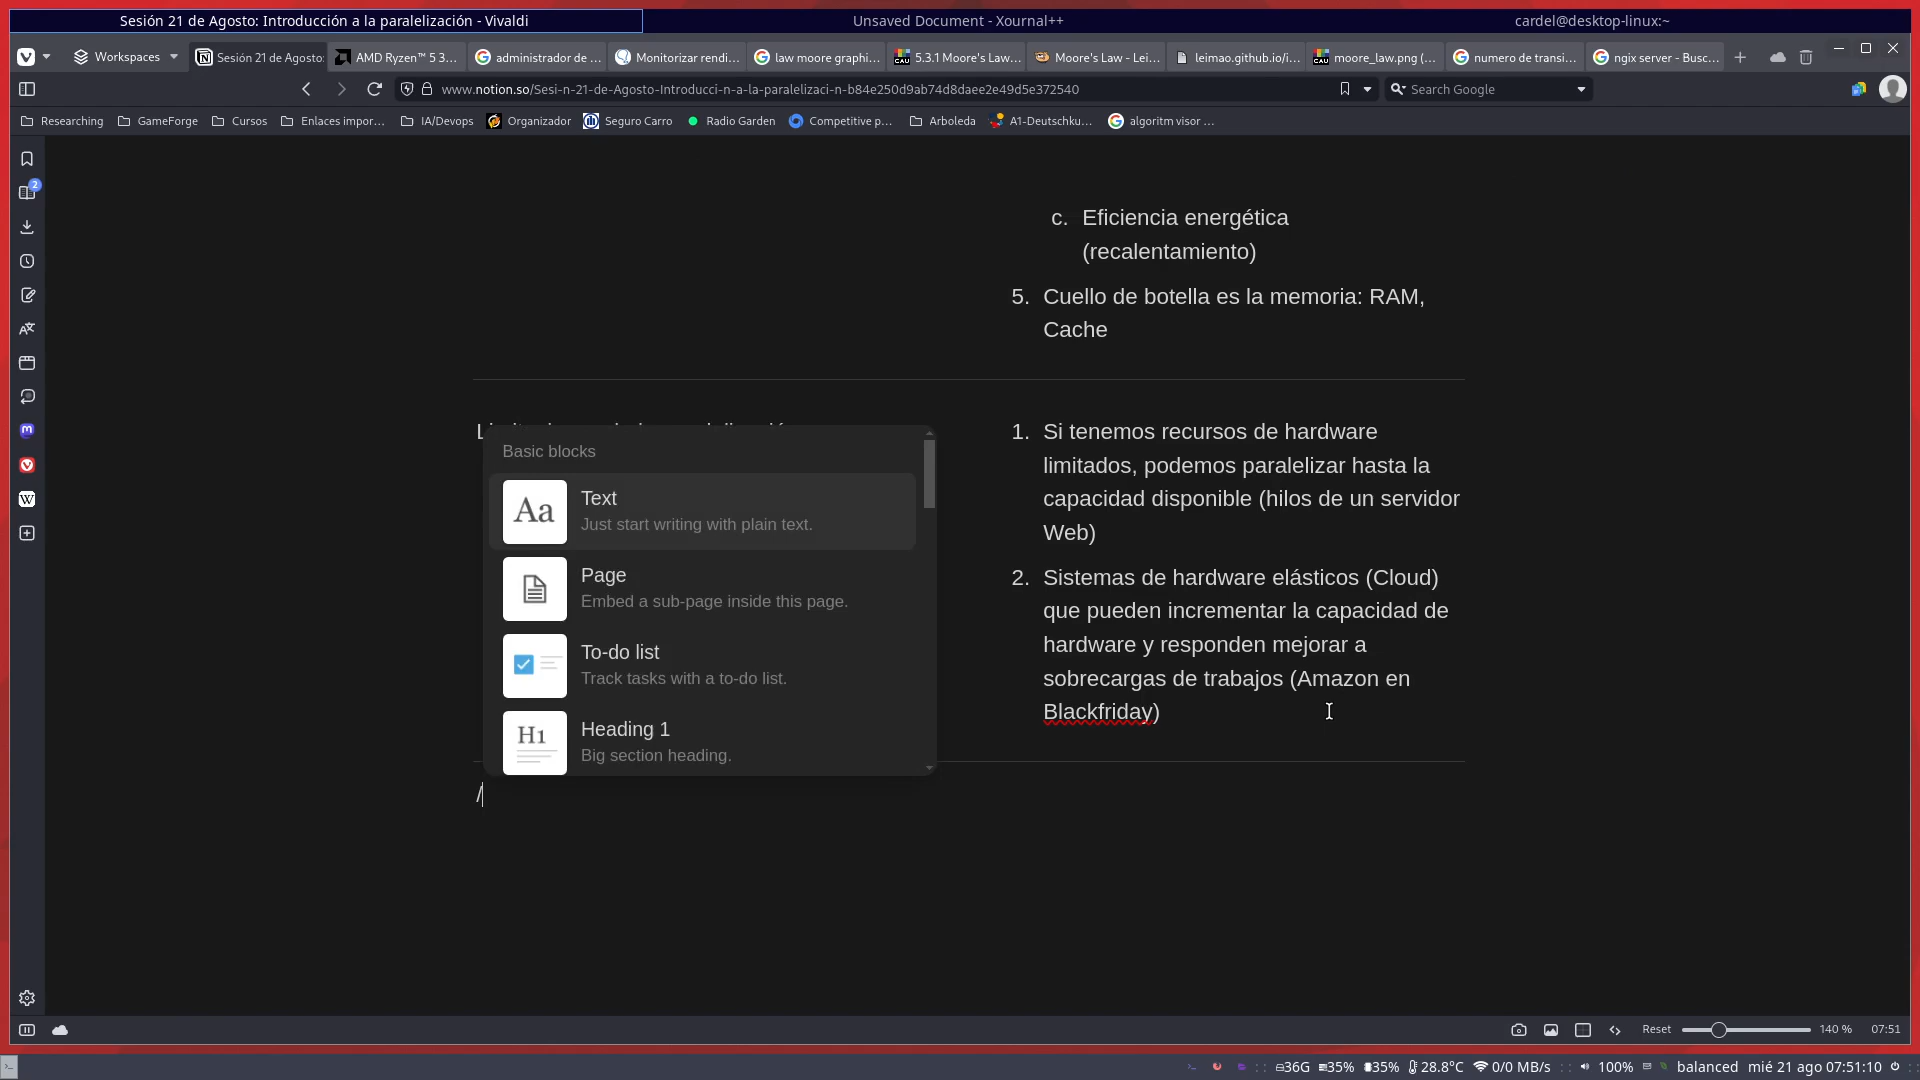 Sesión 21 de Agosto: Introducción a la paralelización - Vivaldi
Unsaved Document - Xournal++
cardel@desktop-linux:~
Workspaces
Sesión 21 de Agosto:
AMD Ryzen™ 5 3...
administrador de ...
Monitorizar rendi...
law moore graphi...
5.3.1 Moore's Law...
Moore's Law - Lei...
leimao.github.io/i...
moore_law.png (...
numero de transi...
ngix server - Busc...
www.notion.so/Sesi-n-21-de-Agosto-Introducci-n-a-la-paralelizaci-n-b84e250d9ab74d8daee2e49d5e372540
Search Google
Researching
GameForge
Cursos
Enlaces impor...
IA/Devops
Organizador
Seguro Carro
Radio Garden
Competitive p...
Arboleda
A1-Deutschku...
algoritm visor ...
2
c. Eficiencia energética
(recalentamiento)
5. Cuello de botella es la memoria: RAM,
Cache
1. Si tenemos recursos de hardware
limitados, podemos paralelizar hasta la
capacidad disponible (hilos de un servidor
Web)
2. Sistemas de hardware elásticos (Cloud)
que pueden incrementar la capacidad de
hardware y responden mejorar a
sobrecargas de trabajos (Amazon en
Blackfriday)
Basic blocks
Aa
Text
Just start writing with plain text.
Page
Embed a sub-page inside this page.
To-do list
Track tasks with a to-do list.
H1
Heading 1
Big section heading.
/
Reset
140 %
07:51
36G
35%
35%
28.8°C
0/0 MB/s
100%
balanced
mié 21 ago 07:51:10